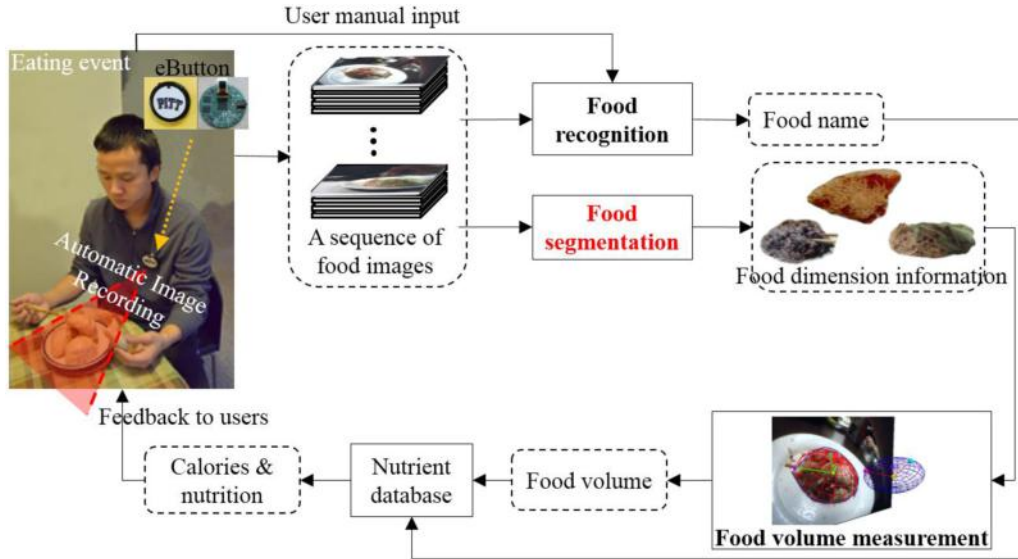 User manual input
Eating event
eButton
PITT
Food
recognition
Food name
A sequence of
food images
Food
segmentation
Food dimension information
Automatic Image
Recording
Feedback to users
Calories &
nutrition
Nutrient
database
Food volume
Food volume measurement